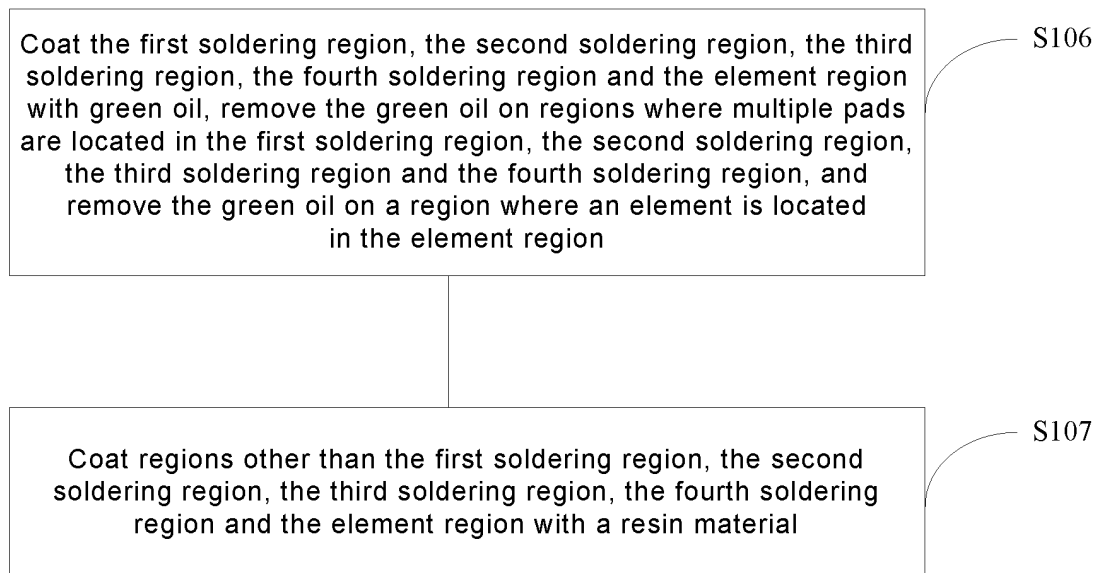 Coat the first soldering region, the second soldering region, the third
soldering region, the fourth soldering region and the element region
with green oil, remove the green oil on regions where multiple pads
are located in the first soldering region, the second soldering region,
the third soldering region and the fourth soldering region, and
remove the green oil on a region where an element is located
in the element region
S106
Coat regions other than the first soldering region, the second
soldering region, the third soldering region, the fourth soldering
region and the element region with a resin material
S107